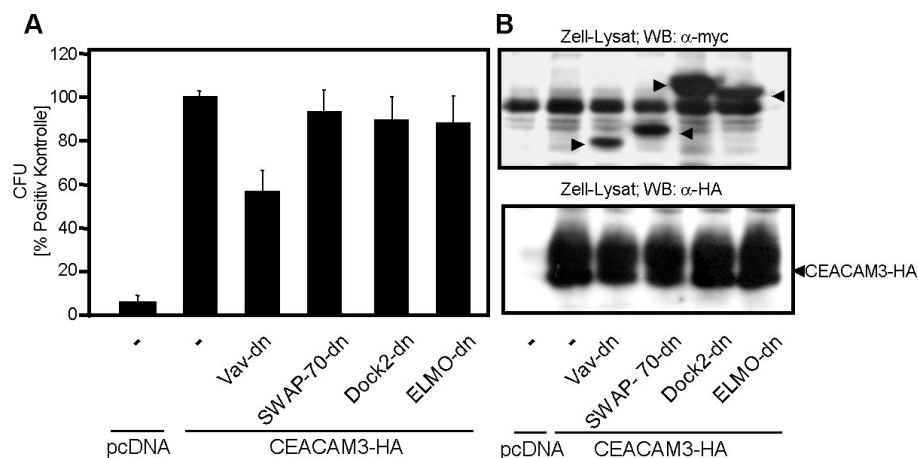 A
CFU
[% Positiv Kontrolle]
120
100
80
60
40
20
0
-
-
Vav-dn
SWAP-70-dn
Dock2-dn
ELMO-dn
pcDNA
CEACAM3-HA
B
Zell-Lysat; WB: α-myc
Zell-Lysat; WB: α-HA
CEACAM3-HA
-
-
Vav-dn
SWAP- 70-dn
Dock2-dn
ELMO-dn
pcDNA
CEACAM3-HA